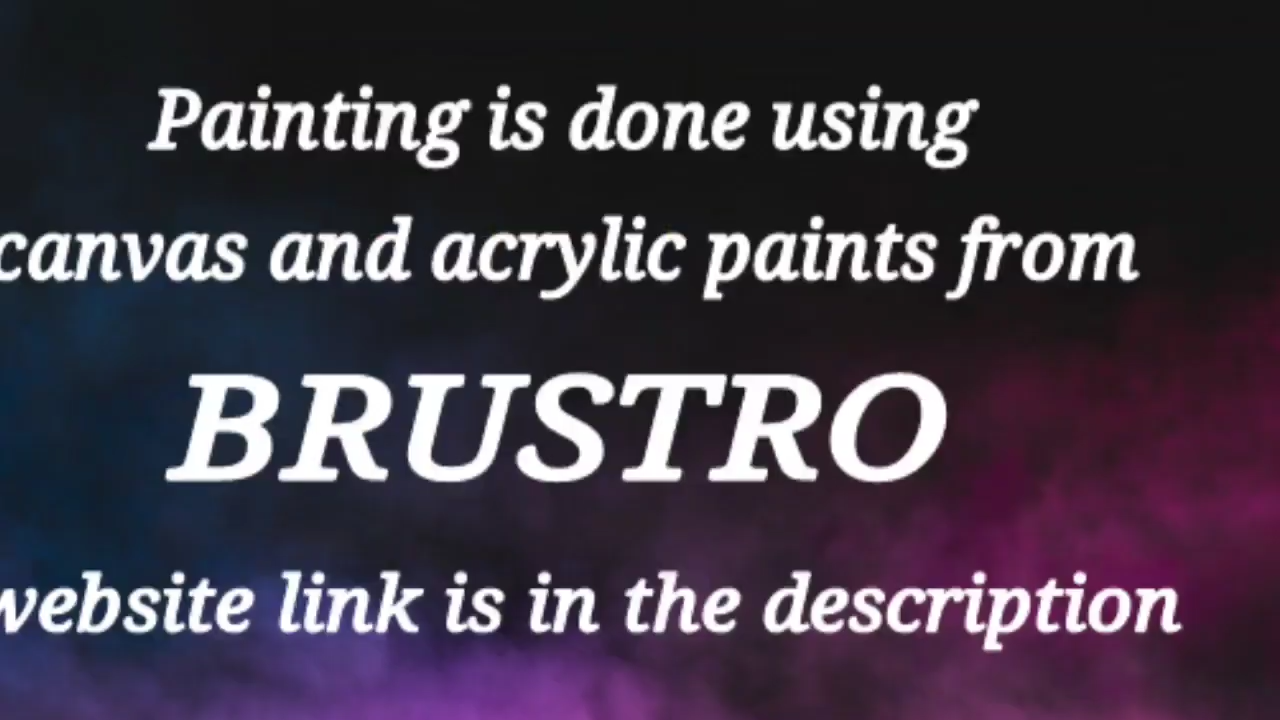 Painting is done using
canvas and acrylic paints from
BRUSTRO
website link is in the description